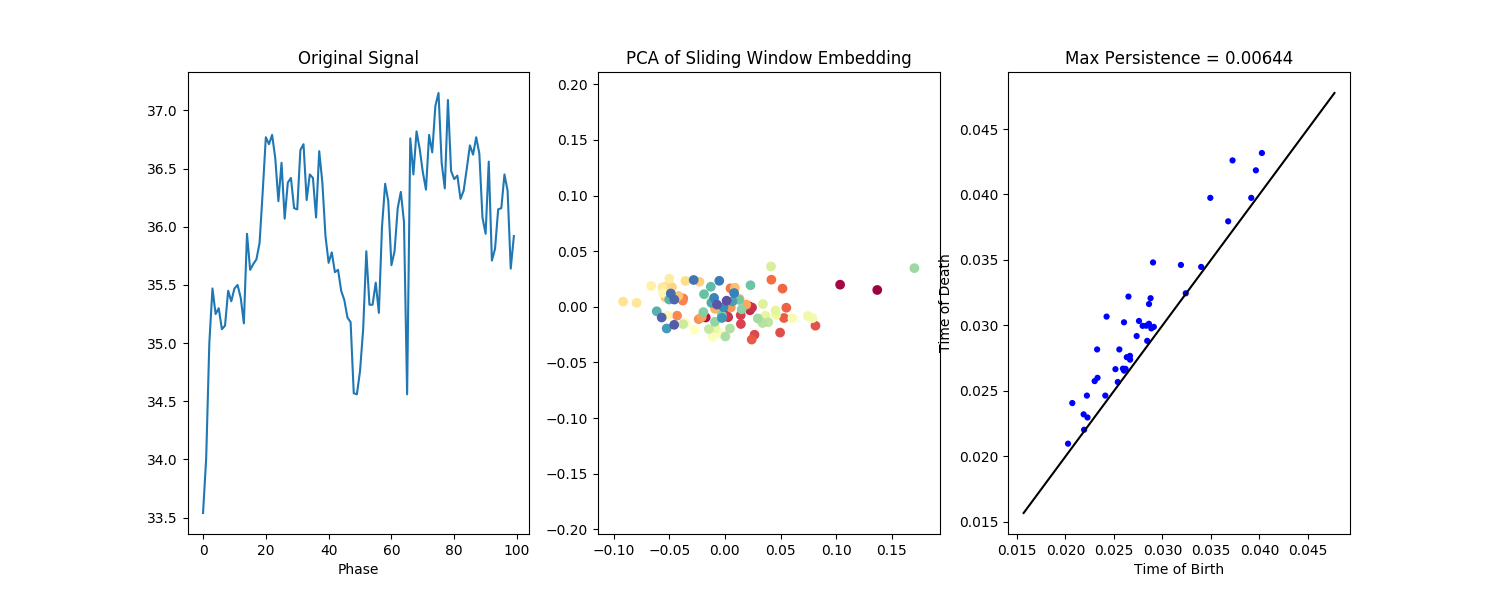 Original Signal
37.0
36.5
36.0
35.5
35.0
34.5
34.0
33.5
0 20 40 60 80 100
Phase
PCA of Sliding Window Embedding
0.20
0.15
0.10
0.05
0.00
−0.05
−0.10
−0.15
−0.20
−0.10 −0.05 0.00 0.05 0.10 0.15
Max Persistence = 0.00644
Time of Death
0.045
0.040
0.035
0.030
0.025
0.020
0.015
0.015 0.020 0.025 0.030 0.035 0.040 0.045
Time of Birth